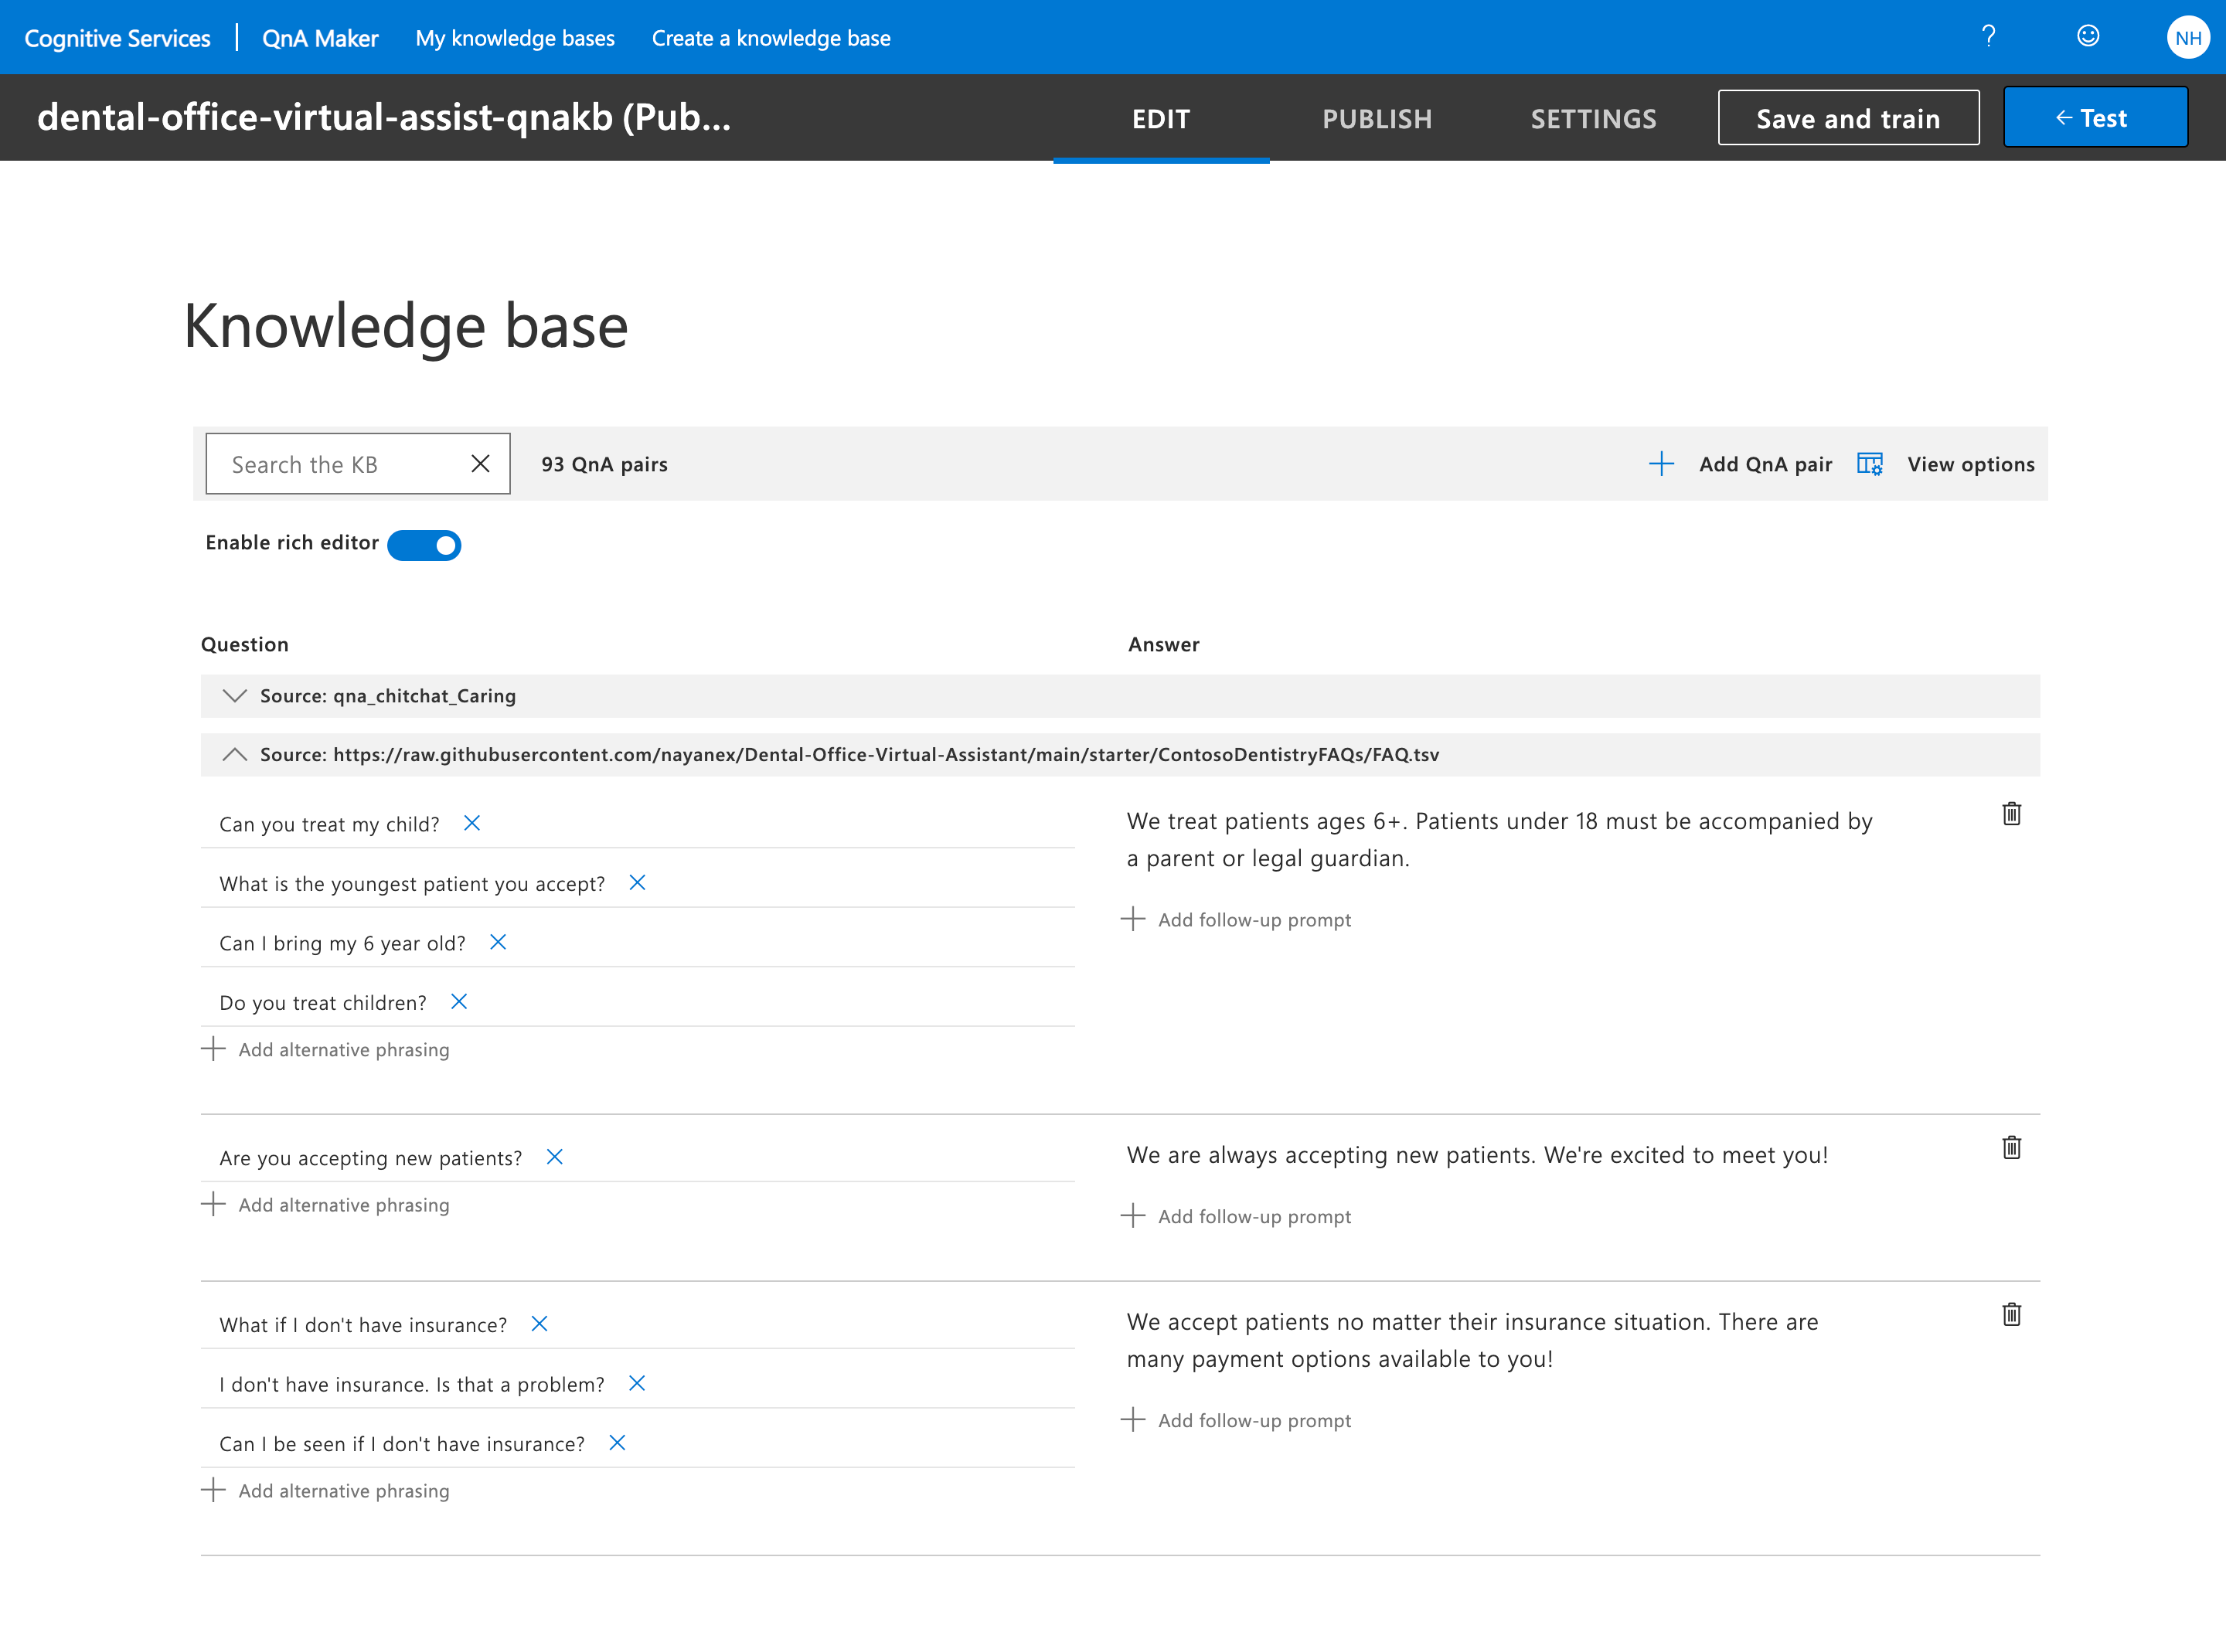 Cognitive Services | QnA Maker My knowledge bases Create a knowledge base ? NH
dental-office-virtual-assist-qnakb (Pub... EDIT PUBLISH SETTINGS Save and train ← Test
Knowledge base
Search the KB 93 QnA pairs Add QnA pair View options
Enable rich editor
Question Answer
Source: qna_chitchat_Caring
Source: https://raw.githubusercontent.com/nayanex/Dental-Office-Virtual-Assistant/main/starter/ContosoDentistryFAQs/FAQ.tsv
Can you treat my child?
What is the youngest patient you accept?
Can I bring my 6 year old?
Do you treat children?
Add alternative phrasing
We treat patients ages 6+. Patients under 18 must be accompanied by
a parent or legal guardian.
Add follow-up prompt
Are you accepting new patients?
Add alternative phrasing
We are always accepting new patients. We're excited to meet you!
Add follow-up prompt
What if I don't have insurance?
I don't have insurance. Is that a problem?
Can I be seen if I don't have insurance?
Add alternative phrasing
We accept patients no matter their insurance situation. There are
many payment options available to you!
Add follow-up prompt